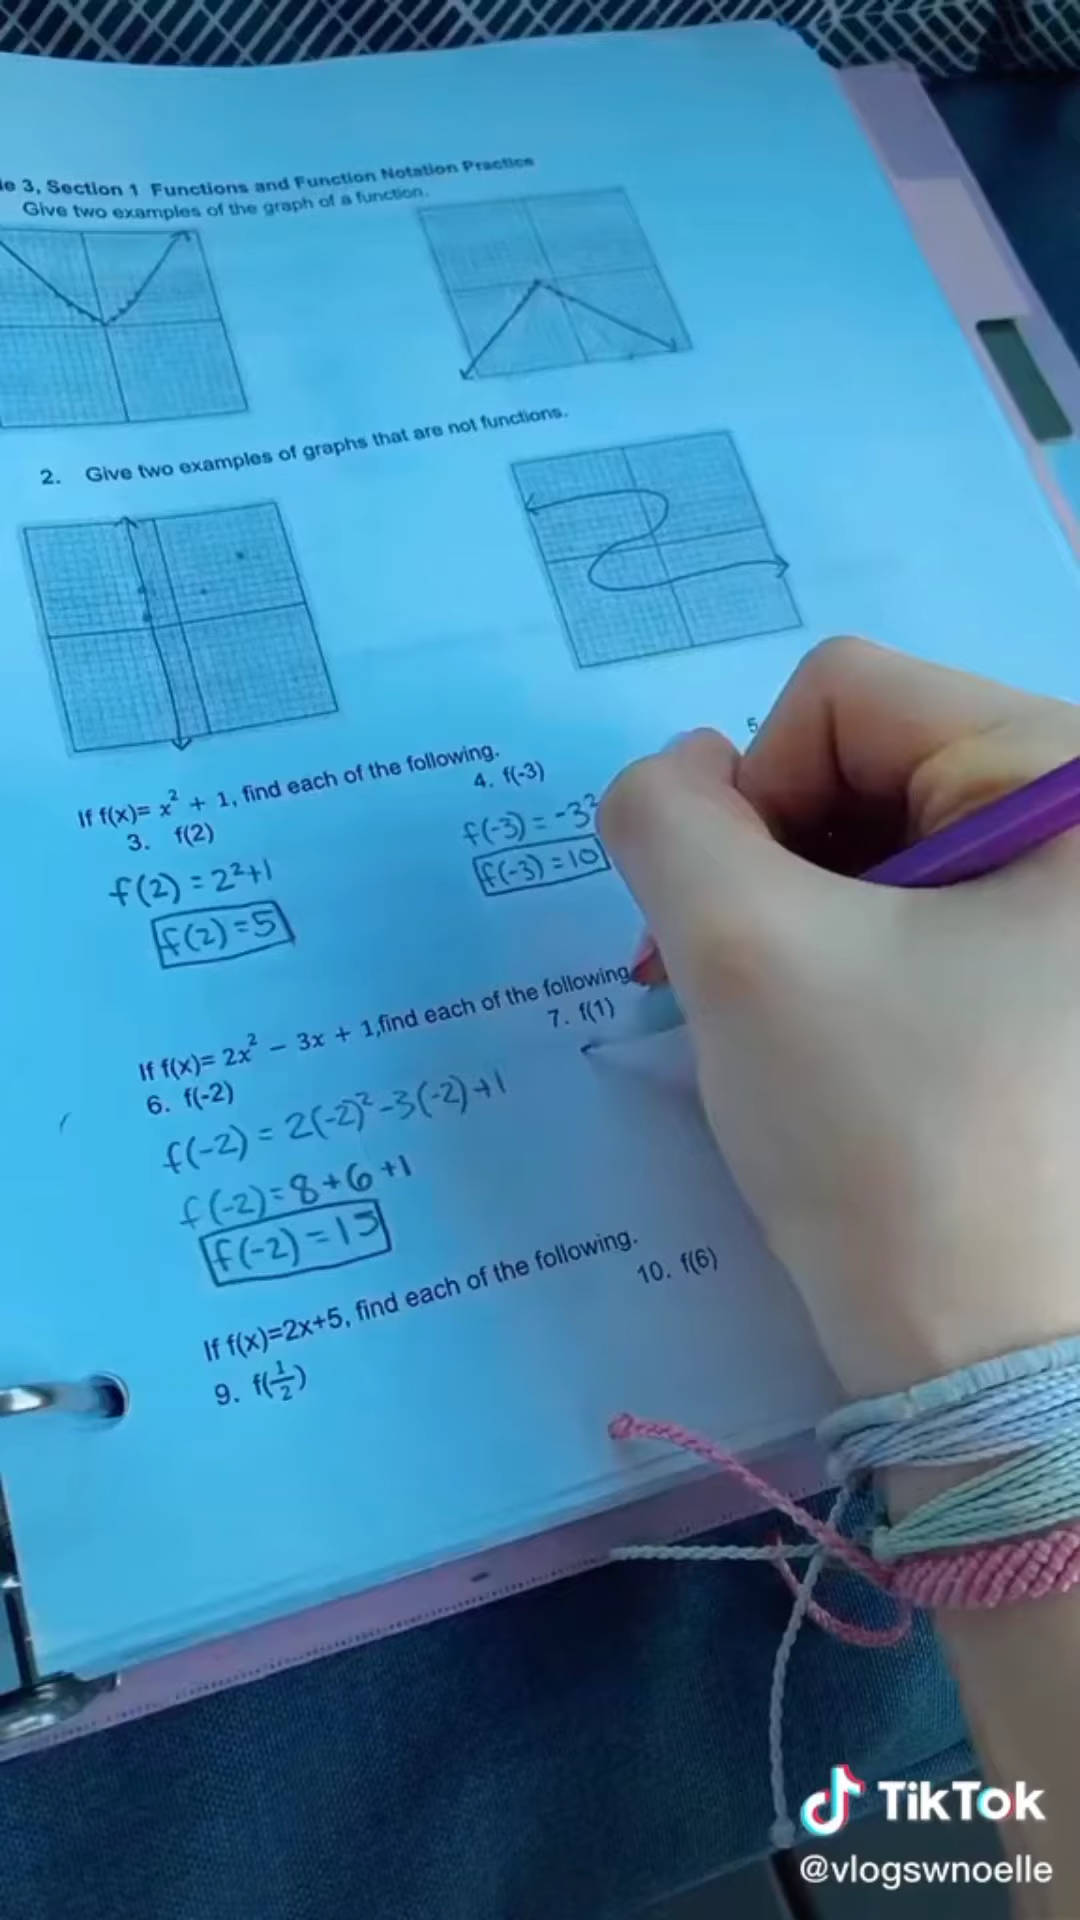 le 3, Section 1 Functions and Function Notation Practice
Give two examples of the graph of a function.
2. Give two examples of graphs that are not functions.
If f(x)= x² + 1, find each of the following.
3. f(2)
4. f(-3)
5
f(2) = 2²+1
f(2) = 5
f(-3) = -3²
f(-3) = 10
If f(x)= 2x² − 3x + 1,find each of the following
6. f(-2)
7. f(1)
f(-2) = 2(-2)²-3(-2)+1
f(-2)=8+6+1
f(-2) = 15
If f(x)=2x+5, find each of the following.
9. f(1/2)
10. f(6)
TikTok
@vlogswnoelle